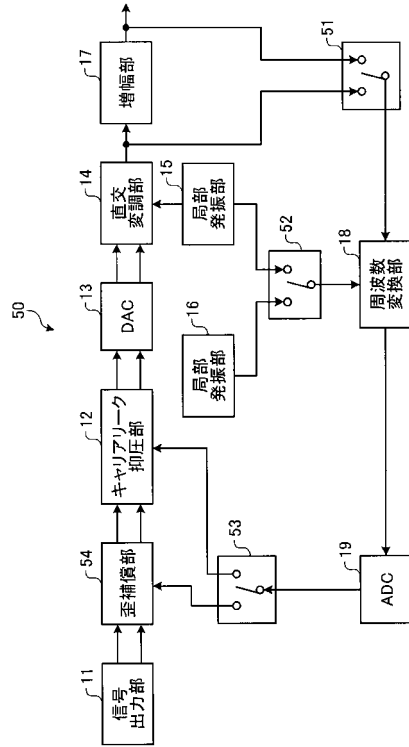 50
11
信号
出力部
54
歪補償部
12
キャリアリーク
抑圧部
13
DAC
14
直交
変調部
17
増幅部
16
局部
発振部
15
局部
発振部
52
51
53
19
ADC
18
周波数
変換部